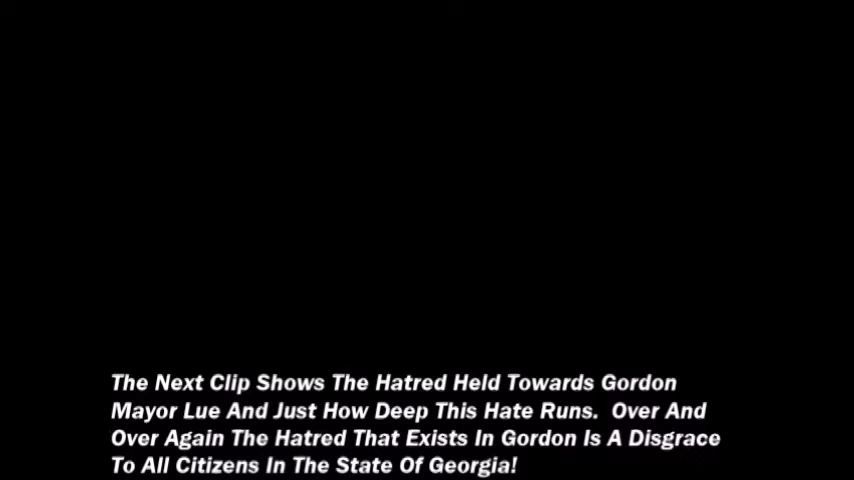 The Next Clip Shows The Hatred Held Towards Gordon
Mayor Lue And Just How Deep This Hate Runs.  Over And
Over Again The Hatred That Exists In Gordon Is A Disgrace
To All Citizens In The State Of Georgia!